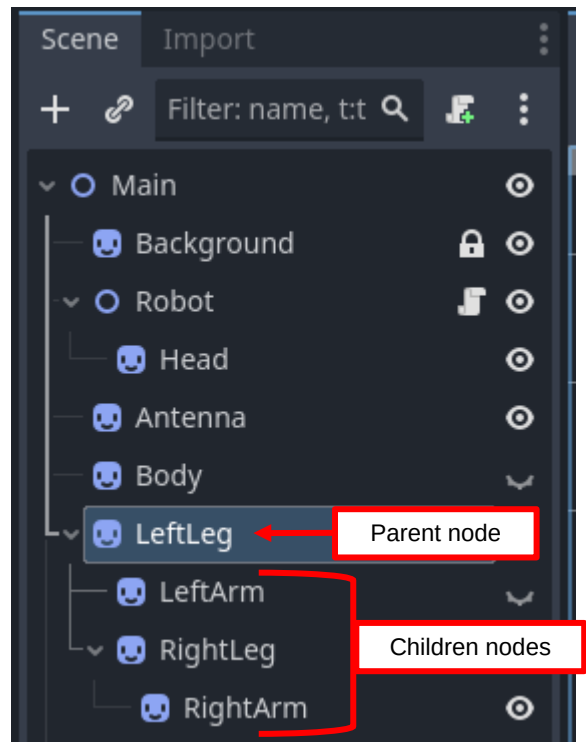 Scene Import
Filter: name, t:t
Main
Background
Robot
Head
Antenna
Body
LeftLeg Parent node
LeftArm
RightLeg Children nodes
RightArm